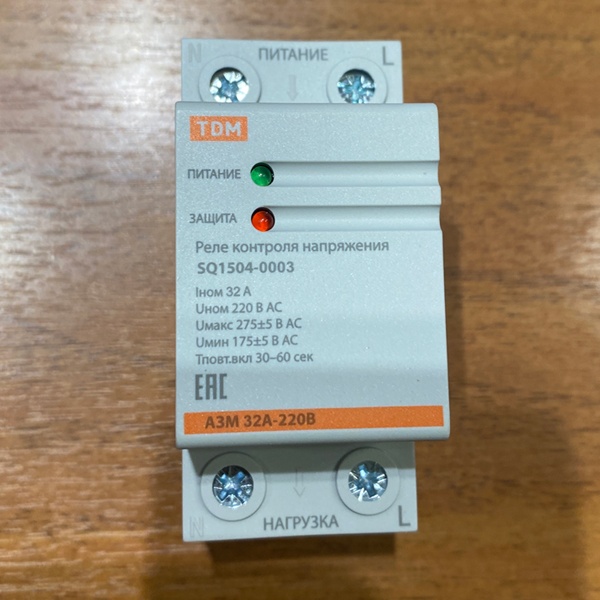 N ПИТАНИЕ L
TDM
ПИТАНИЕ
ЗАЩИТА
Реле контроля напряжения
SQ1504-0003
Iном 32 А
Uном 220 В АС
Uмакс 275±5 В АС
Uмин 175±5 В АС
Тповт.вкл 30–60 сек
EAC
АЗМ 32А-220В
N НАГРУЗКА L